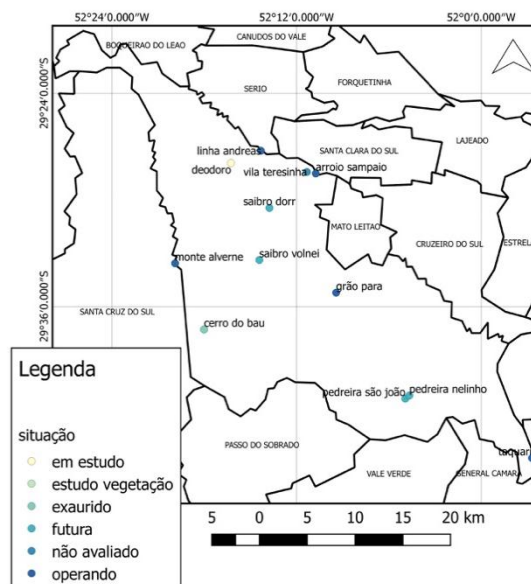 52°24'0.000"W
52°12'0.000"W
52°0'0.000"W
CANUDOS DO VALE
BOQUEIRAO DO LEAO
FORQUETINHA
SERIO
29°24'0.000"S
LAJEADO
SANTA CLARA DO SUL
linha andreas
deodoro
vila teresinha
arroio sampaio
saibro dorr
MATO LEITAO
CRUZEIRO DO SUL
ESTREL
monte alverne
saibro volnei
grão para
29°36'0.000"S
SANTA CRUZ DO SUL
cerro do bau
pedreira são joão
pedreira nelinho
PASSO DO SOBRADO
VALE VERDE
GENERAL CAMARA
taquar
Legenda
situação
em estudo
estudo vegetação
exaurido
futura
não avaliado
operando
5 0 5 10 15 20 km